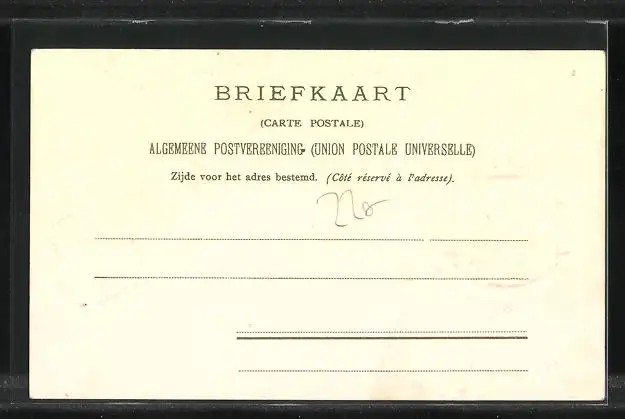 BRIEFKAART
(CARTE POSTALE)
ALGEMEENE POSTVEREENIGING (UNION POSTALE UNIVERSELLE)
Zijde voor het adres bestemd. (Côté réservé à l'adresse).